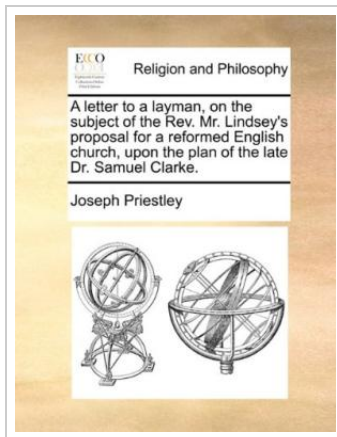 ECCO
Religion and Philosophy
A letter to a layman, on the
subject of the Rev. Mr. Lindsey's
proposal for a reformed English
church, upon the plan of the late
Dr. Samuel Clarke.
Joseph Priestley